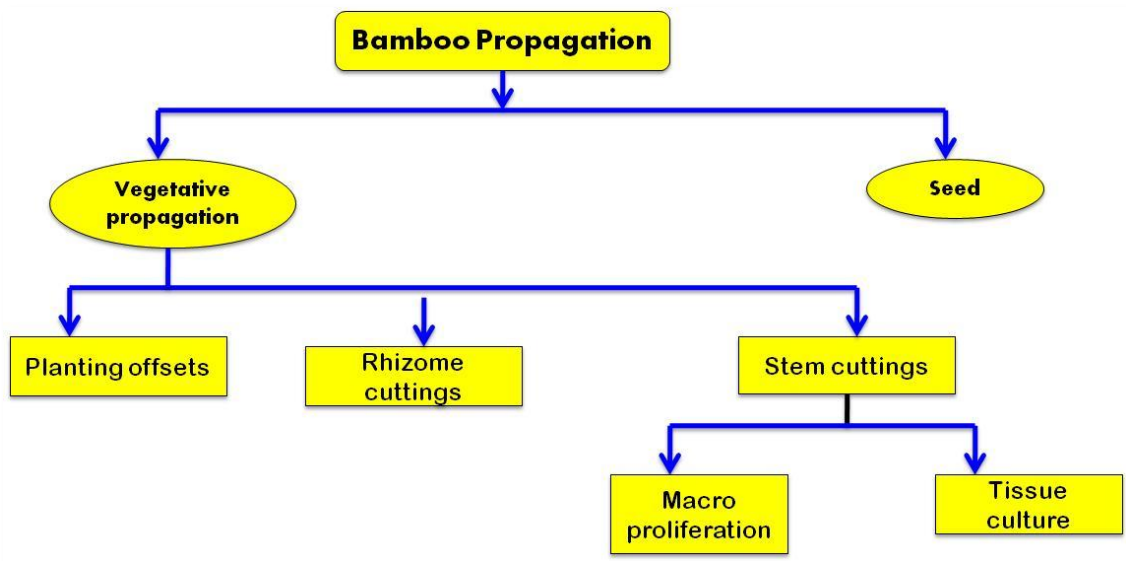 Bamboo Propagation
Vegetative
propagation
Seed
Planting offsets
Rhizome
cuttings
Stem cuttings
Macro
proliferation
Tissue
culture